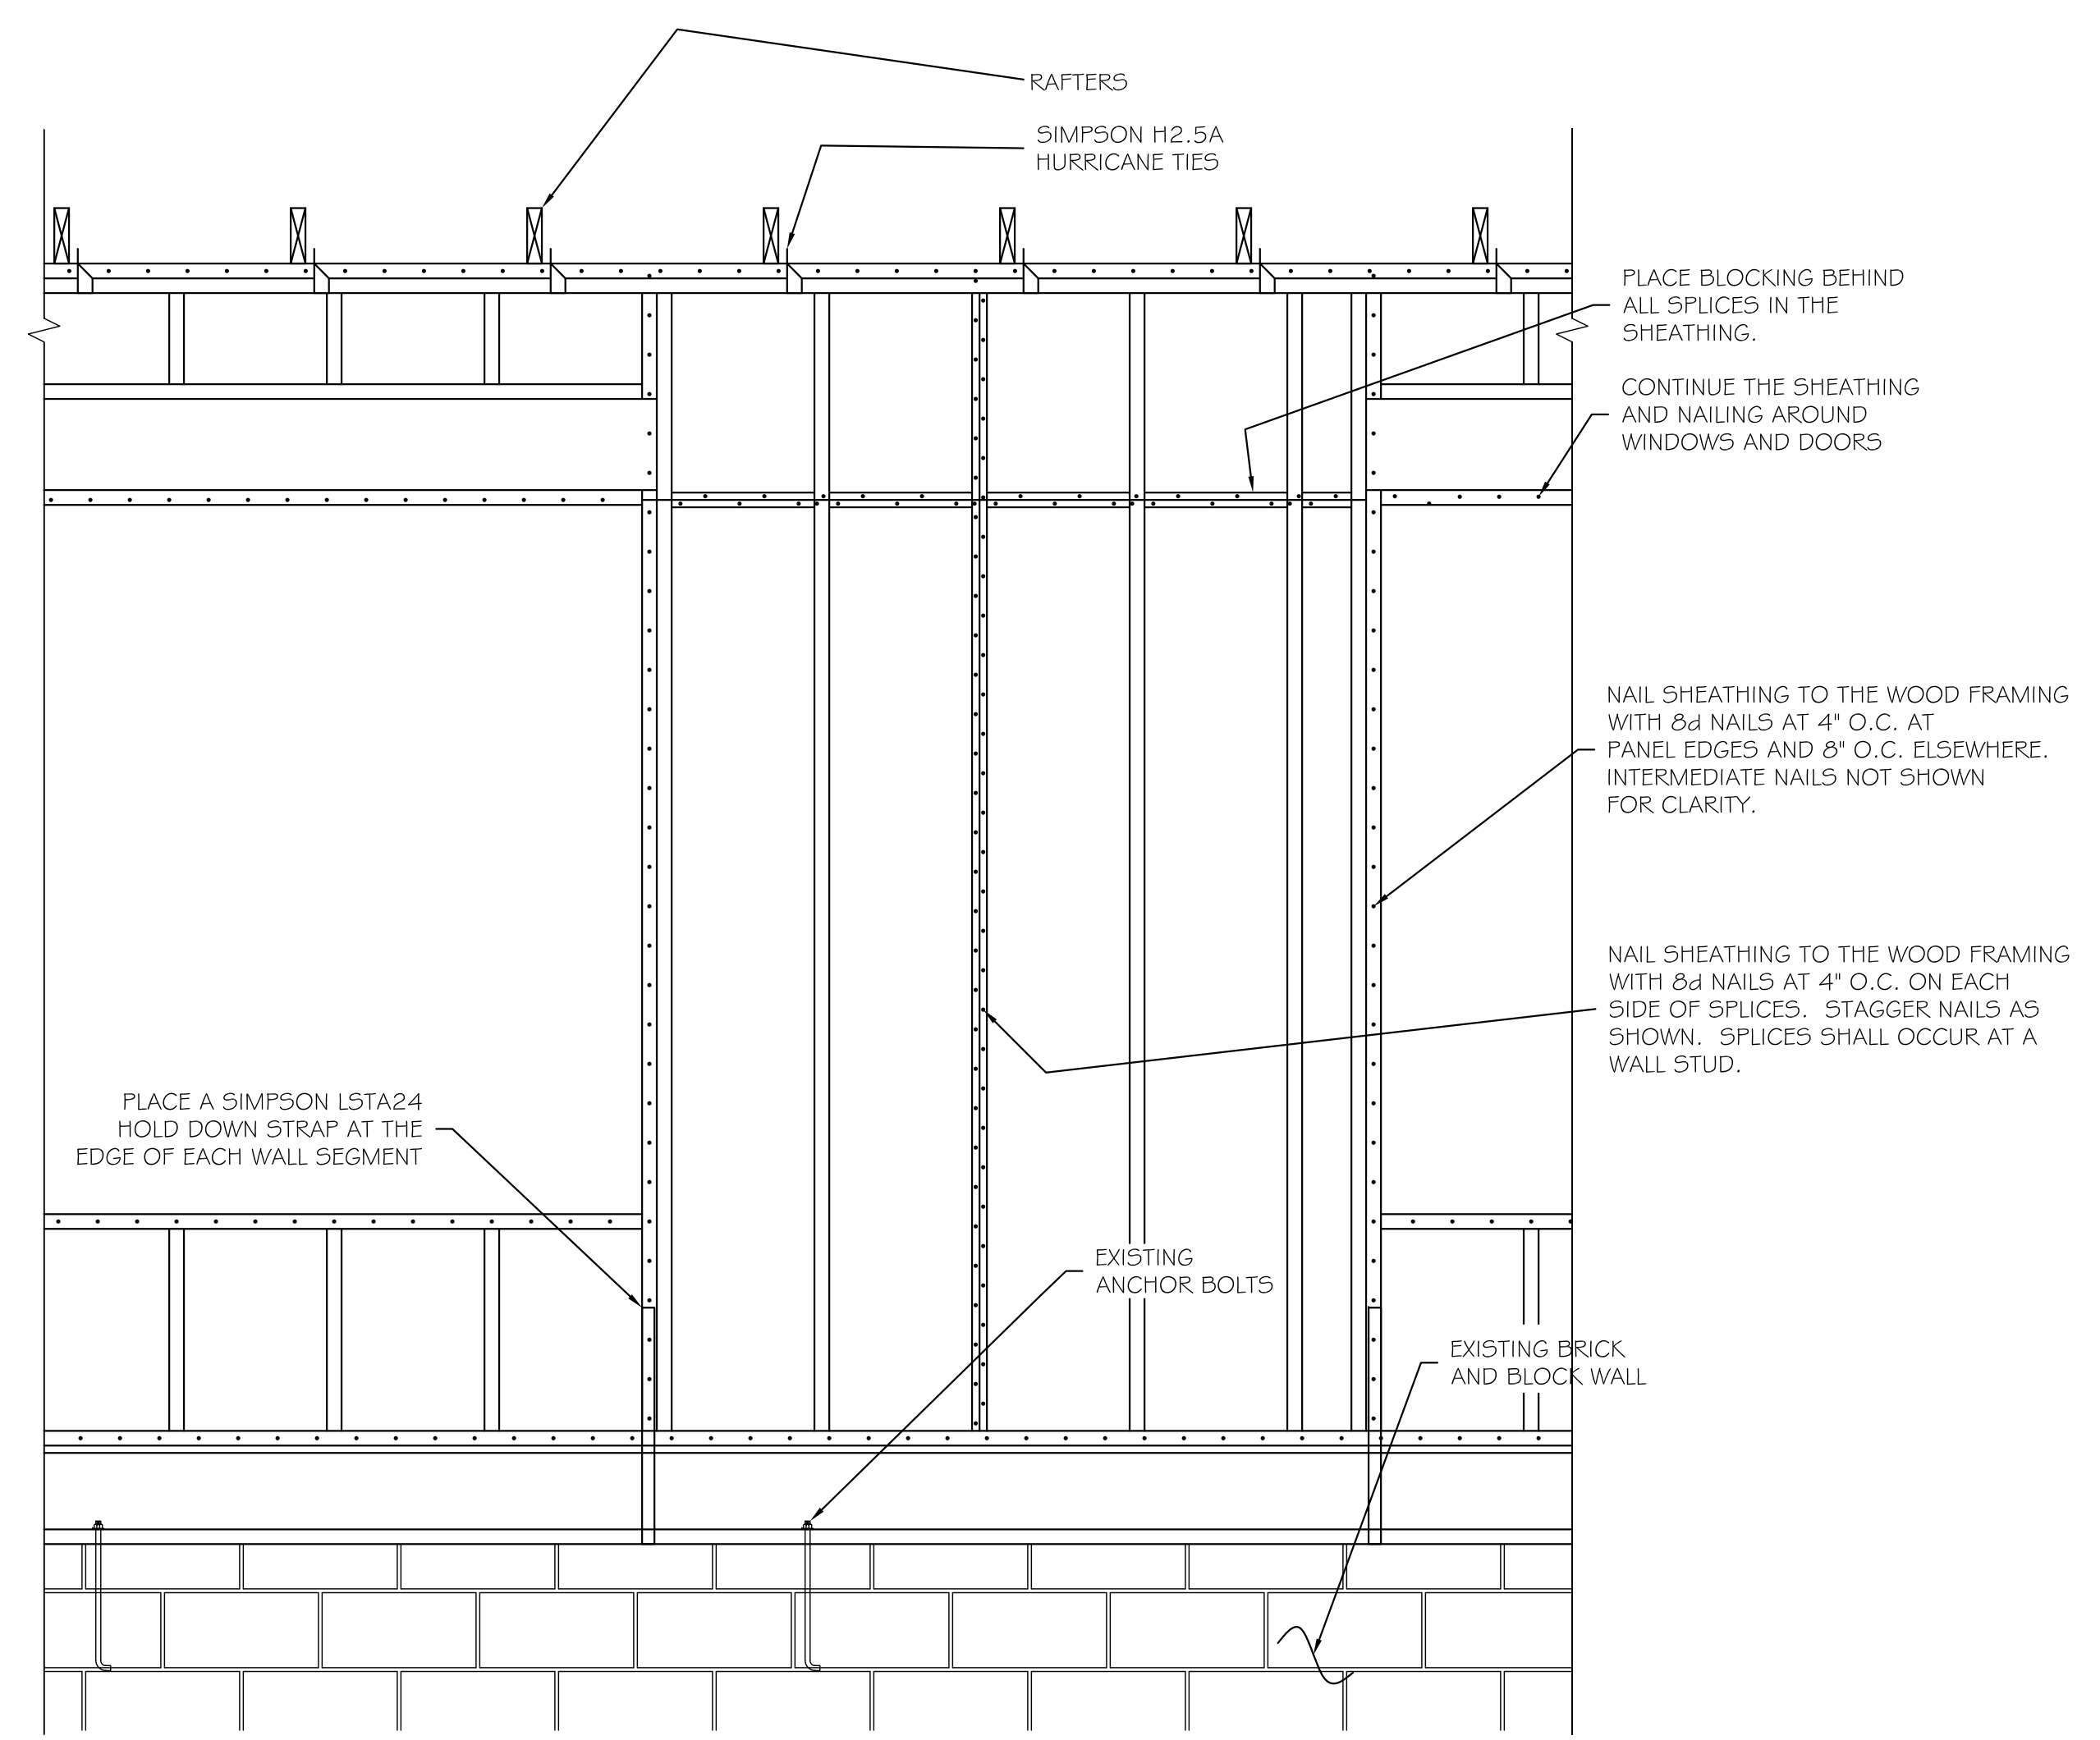 RAFTERS
SIMPSON H2.5A
HURRICANE TIES
PLACE BLOCKING BEHIND
ALL SPLICES IN THE
SHEATHING.
CONTINUE THE SHEATHING
AND NAILING AROUND
WINDOWS AND DOORS
NAIL SHEATHING TO THE WOOD FRAMING
WITH 8d NAILS AT 4" O.C. AT
PANEL EDGES AND 8" O.C. ELSEWHERE.
INTERMEDIATE NAILS NOT SHOWN
FOR CLARITY.
NAIL SHEATHING TO THE WOOD FRAMING
WITH 8d NAILS AT 4" O.C. ON EACH
SIDE OF SPLICES. STAGGER NAILS AS
SHOWN. SPLICES SHALL OCCUR AT A
WALL STUD.
PLACE A SIMPSON LSTA24
HOLD DOWN STRAP AT THE
EDGE OF EACH WALL SEGMENT
EXISTING
ANCHOR BOLTS
EXISTING BRICK
AND BLOCK WALL